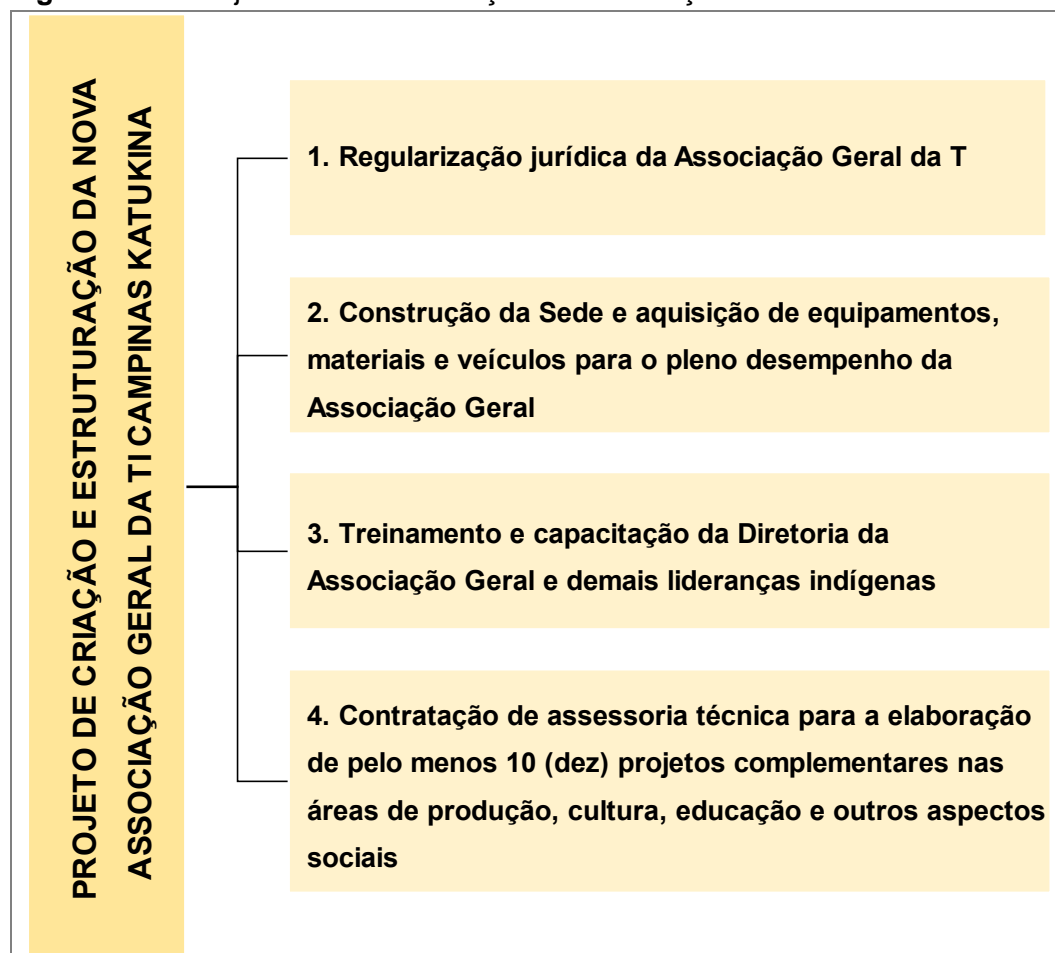 PROJETO DE CRIAÇÃO E ESTRUTURAÇÃO DA NOVA
ASSOCIAÇÃO GERAL DA TI CAMPINAS KATUKINA
1. Regularização jurídica da Associação Geral da T
2. Construção da Sede e aquisição de equipamentos,
materiais e veículos para o pleno desempenho da
Associação Geral
3. Treinamento e capacitação da Diretoria da
Associação Geral e demais lideranças indígenas
4. Contratação de assessoria técnica para a elaboração
de pelo menos 10 (dez) projetos complementares nas
áreas de produção, cultura, educação e outros aspectos
sociais